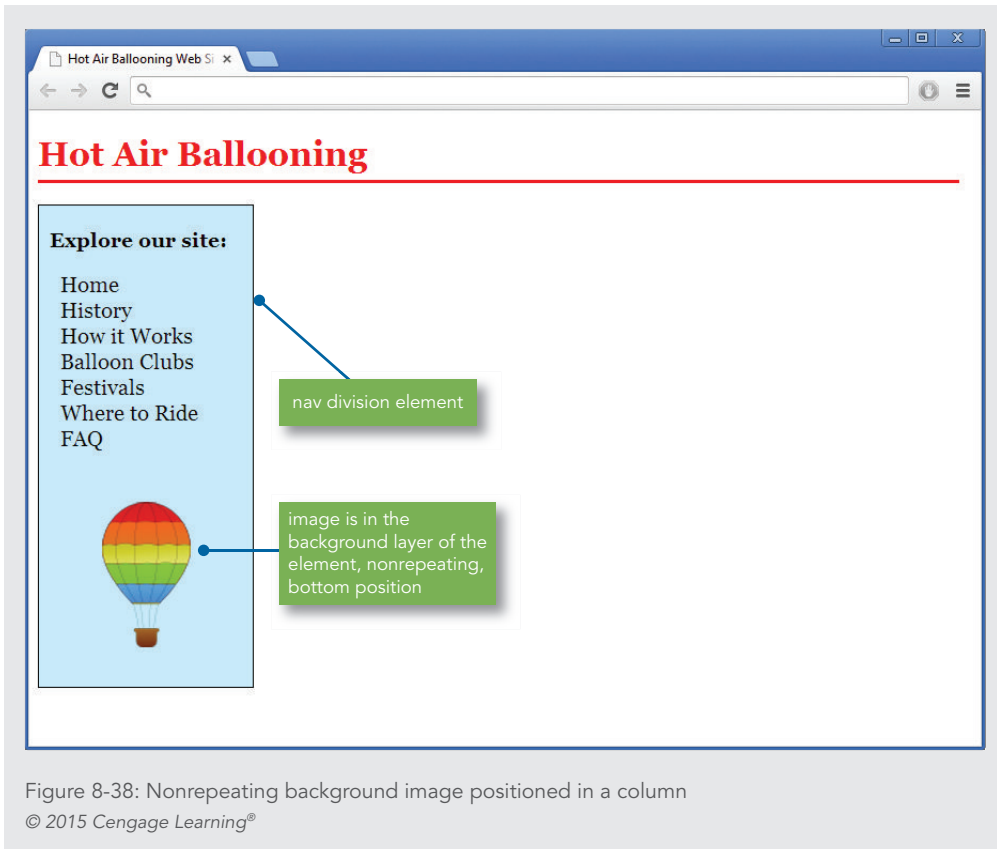 Hot Air Ballooning Web Si
Hot Air Ballooning
Explore our site:
Home
History
How it Works
Balloon Clubs
Festivals
Where to Ride
FAQ
nav division element
image is in the
background layer of the
element, nonrepeating,
bottom position
Figure 8-38: Nonrepeating background image positioned in a column
© 2015 Cengage Learning®